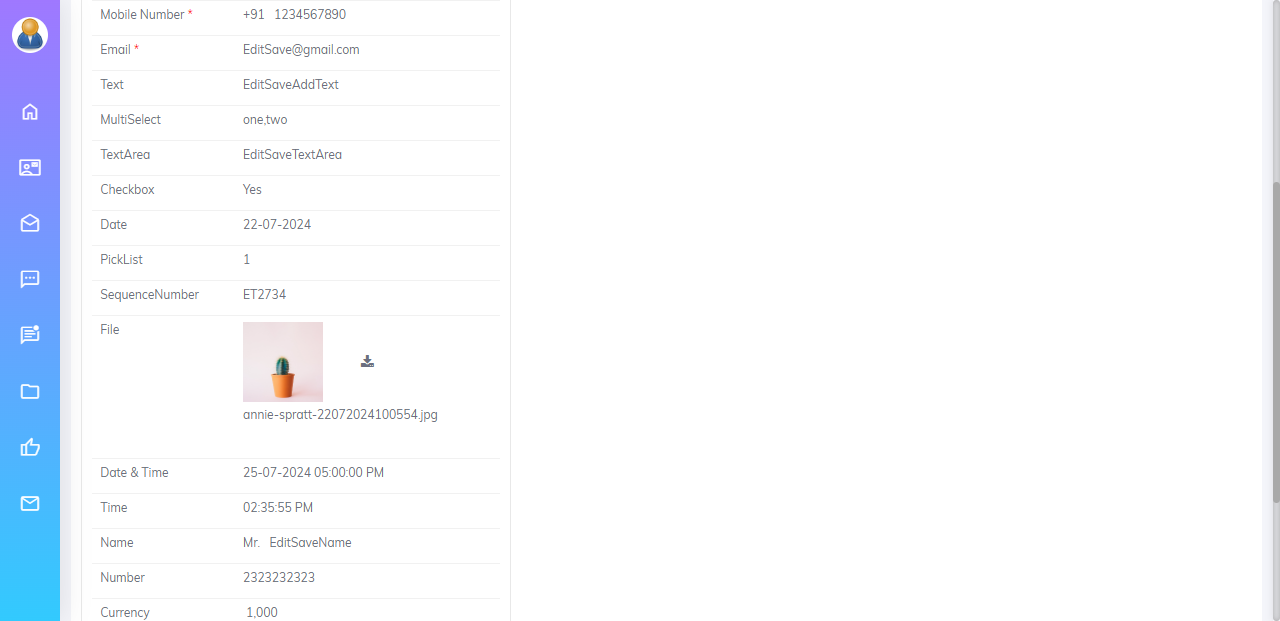 Mobile Number * +91 1234567890
Email * EditSave@gmail.com
Text EditSaveAddText
MultiSelect one,two
TextArea EditSaveTextArea
Checkbox Yes
Date 22-07-2024
PickList 1
SequenceNumber ET2734
File
annie-spratt-22072024100554.jpg
Date & Time 25-07-2024 05:00:00 PM
Time 02:35:55 PM
Name Mr. EditSaveName
Number 2323232323
Currency 1,000